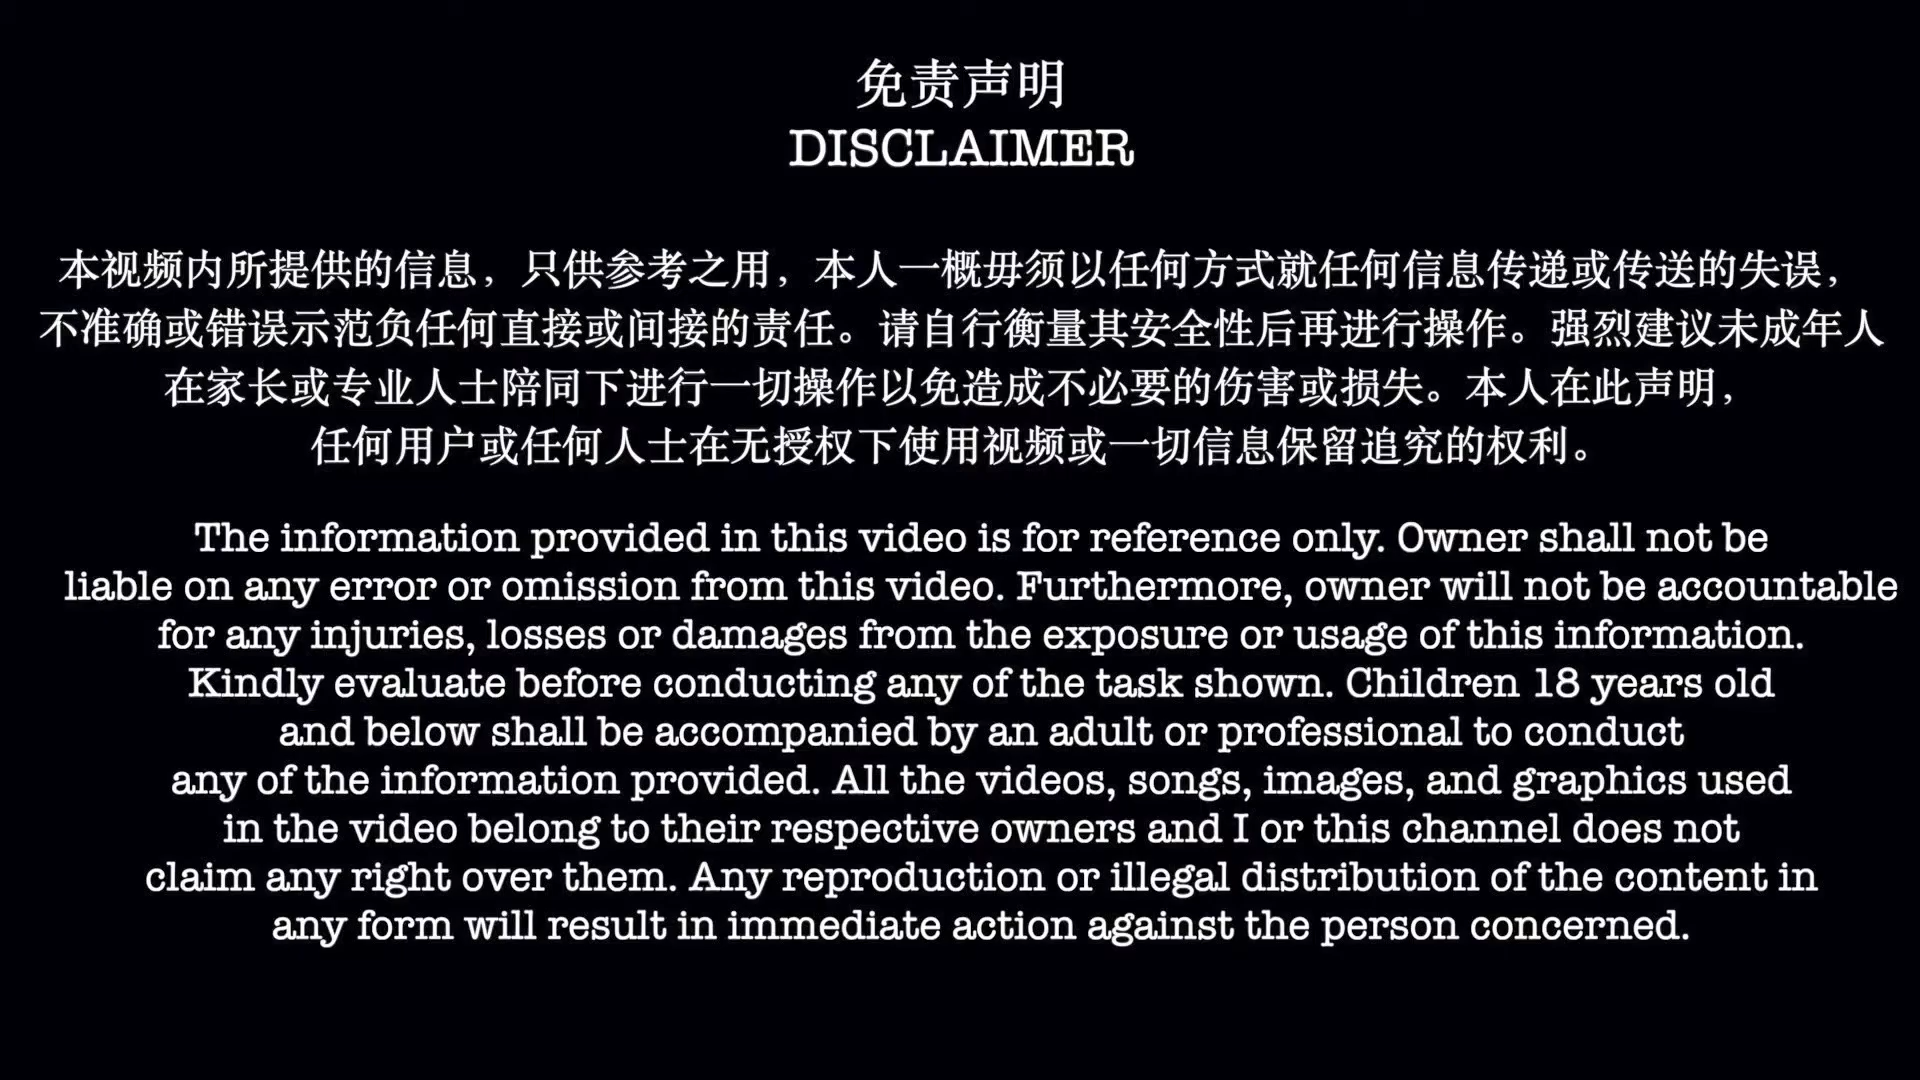 免责声明
DISCLAIMER
本视频内所提供的信息，只供参考之用，本人一概毋须以任何方式就任何信息传递或传送的失误，
不准确或错误示范负任何直接或间接的责任。请自行衡量其安全性后再进行操作。强烈建议未成年人
在家长或专业人士陪同下进行一切操作以免造成不必要的伤害或损失。本人在此声明，
任何用户或任何人士在无授权下使用视频或一切信息保留追究的权利。
The information provided in this video is for reference only. Owner shall not be
liable on any error or omission from this video. Furthermore, owner will not be accountable
for any injuries, losses or damages from the exposure or usage of this information.
Kindly evaluate before conducting any of the task shown. Children 18 years old
and below shall be accompanied by an adult or professional to conduct
any of the information provided. All the videos, songs, images, and graphics used
in the video belong to their respective owners and I or this channel does not
claim any right over them. Any reproduction or illegal distribution of the content in
any form will result in immediate action against the person concerned.